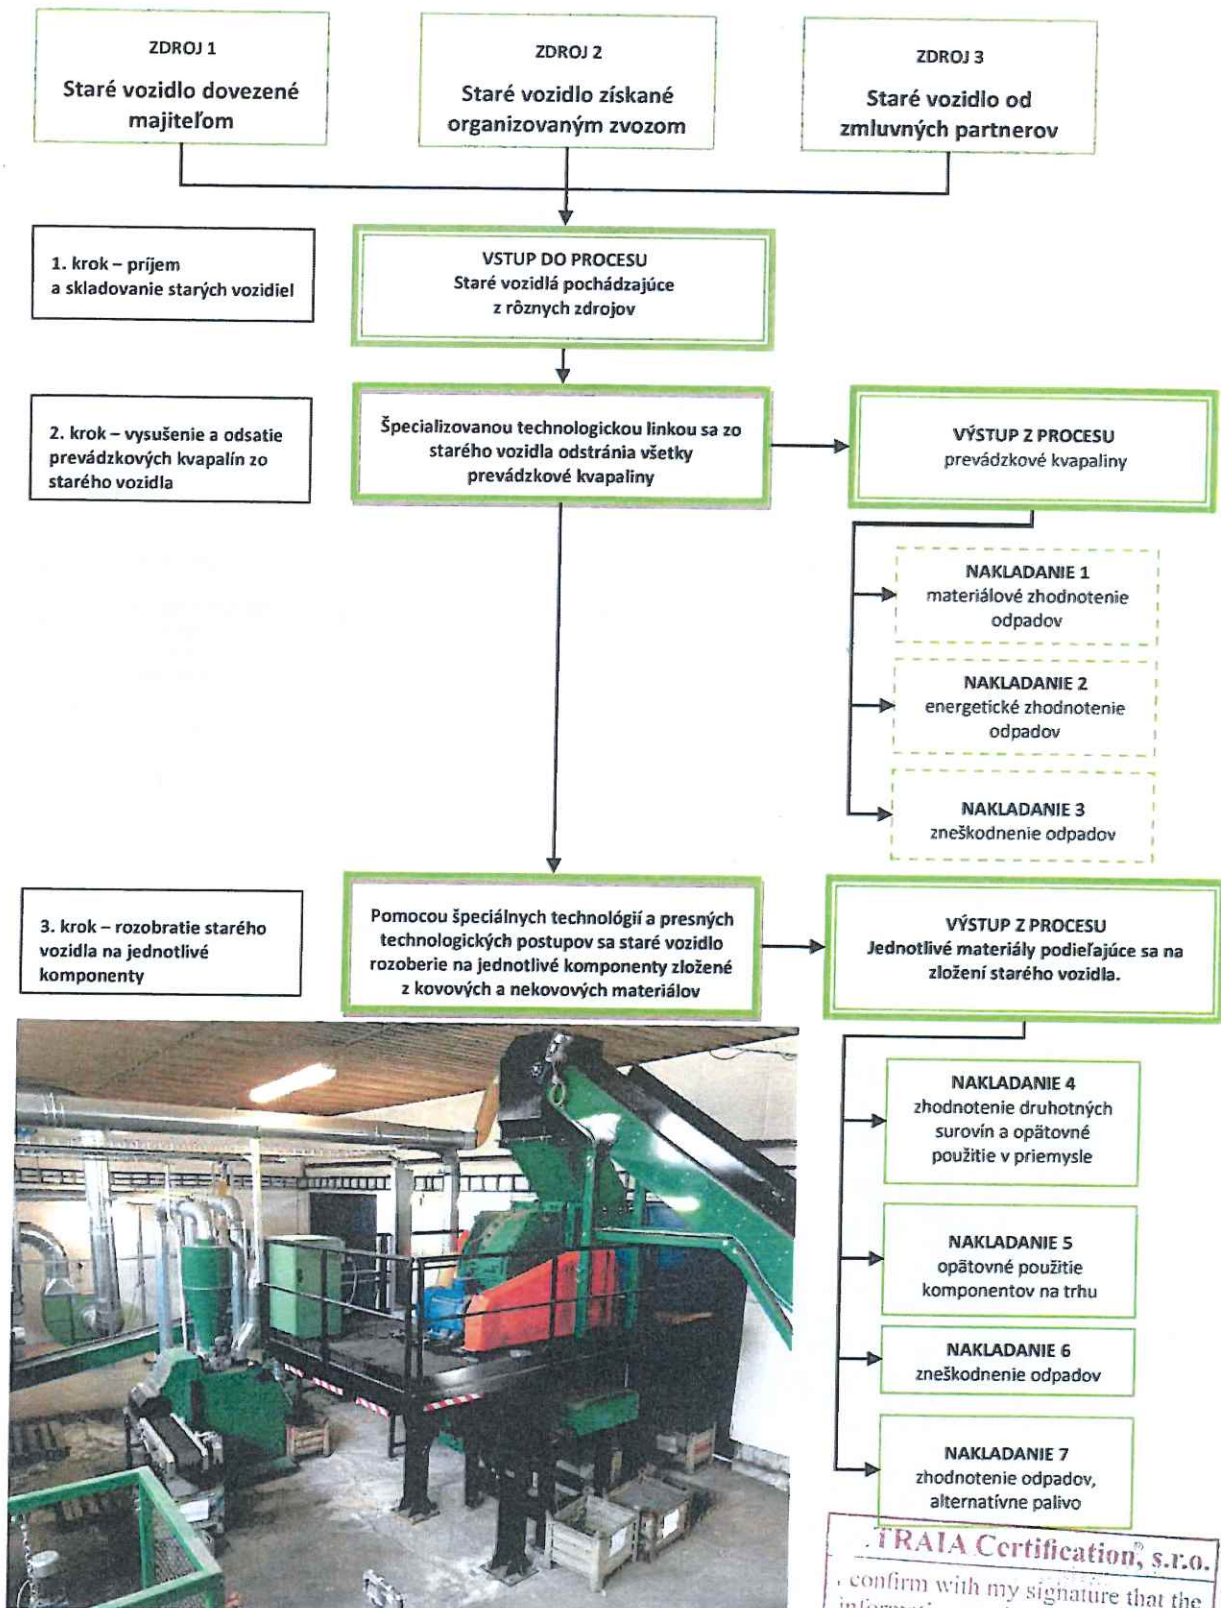 ZDROJ 1
Staré vozidlo dovezené
majiteľom
ZDROJ 2
Staré vozidlo získané
organizovaným zvozom
ZDROJ 3
Staré vozidlo od
zmluvných partnerov
1. krok – príjem
a skladovanie starých vozidiel
VSTUP DO PROCESU
Staré vozidlá pochádzajúce
z rôznych zdrojov
2. krok – vysušenie a odsatie
prevádzkových kvapalín zo
starého vozidla
Špecializovanou technologickou linkou sa zo
starého vozidla odstránia všetky
prevádzkové kvapaliny
VÝSTUP Z PROCESU
prevádzkové kvapaliny
NAKLADANIE 1
materiálové zhodnotenie
odpadov
NAKLADANIE 2
energetické zhodnotenie
odpadov
NAKLADANIE 3
zneškodnenie odpadov
3. krok – rozobratie starého
vozidla na jednotlivé
komponenty
Pomocou špeciálnych technológií a presných
technologických postupov sa staré vozidlo
rozoberie na jednotlivé komponenty zložené
z kovových a nekovových materiálov
VÝSTUP Z PROCESU
Jednotlivé materiály podieľajúce sa na
zložení starého vozidla.
NAKLADANIE 4
zhodnotenie druhotných
surovín a opätovné
použitie v priemysle
NAKLADANIE 5
opätovné použitie
komponentov na trhu
NAKLADANIE 6
zneškodnenie odpadov
NAKLADANIE 7
zhodnotenie odpadov,
alternatívne palivo
TRAIA Certification, s.r.o.
confirm with my signature that the